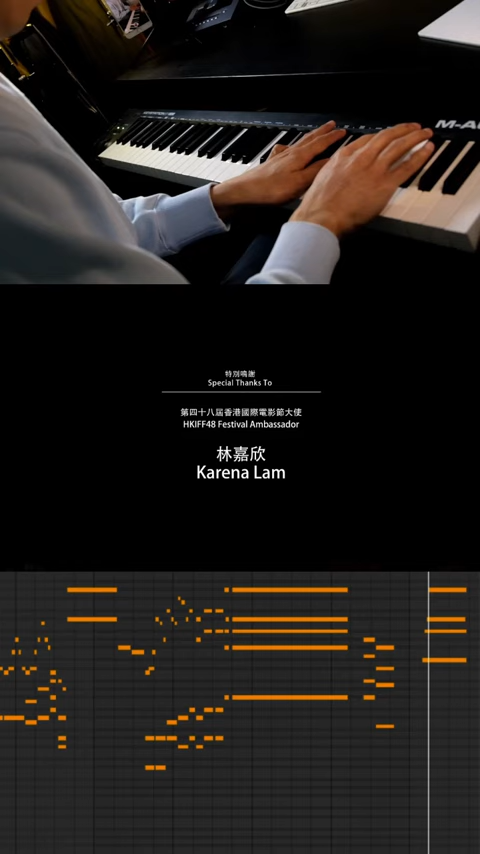 M-A
特別鳴謝
Special Thanks To
第四十八屆香港國際電影節大使
HKIFF48 Festival Ambassador
林嘉欣
Karena Lam